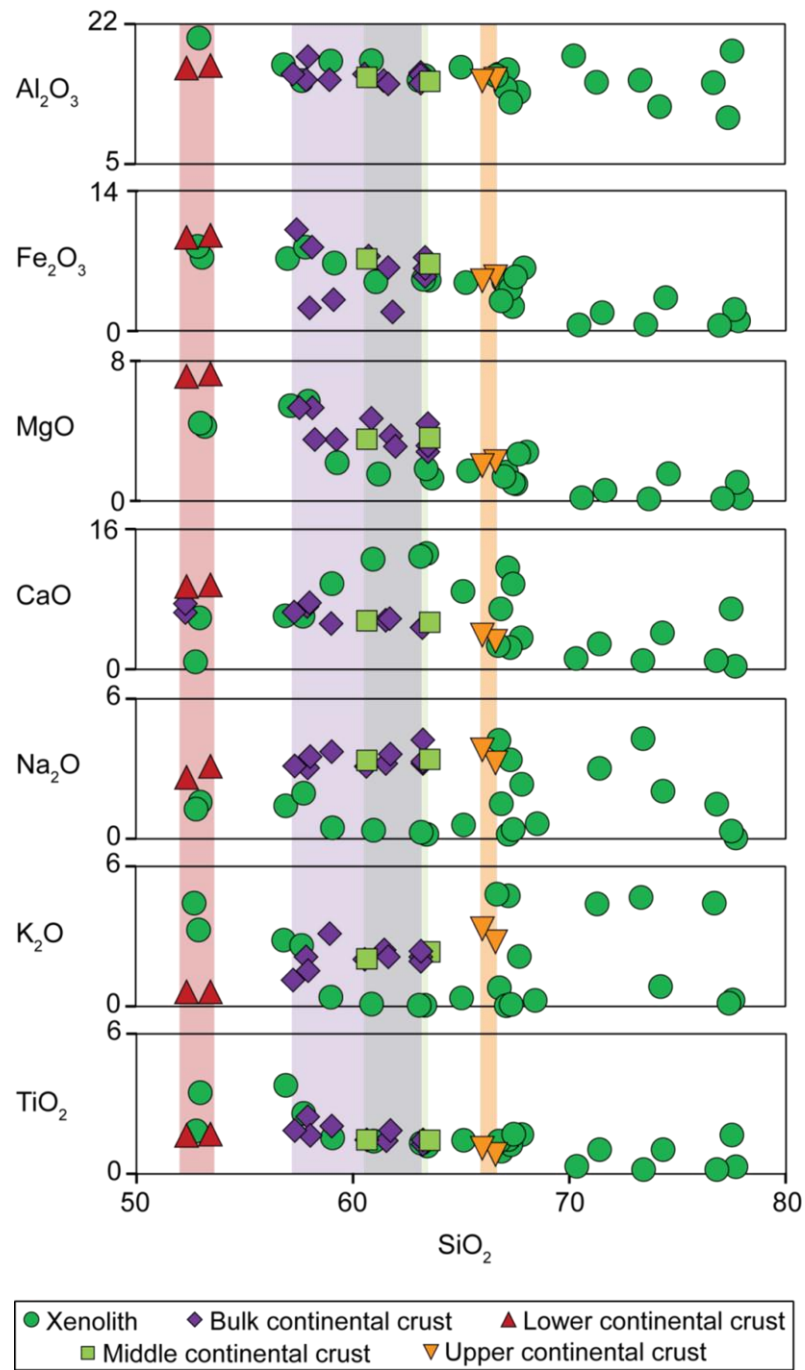 22
Al₂O₃
5
14
Fe₂O₃
0
8
MgO
0
16
CaO
0
6
Na₂O
0
6
K₂O
0
6
TiO₂
0
50 60 70 80
SiO₂
Xenolith Bulk continental crust Lower continental crust
Middle continental crust Upper continental crust